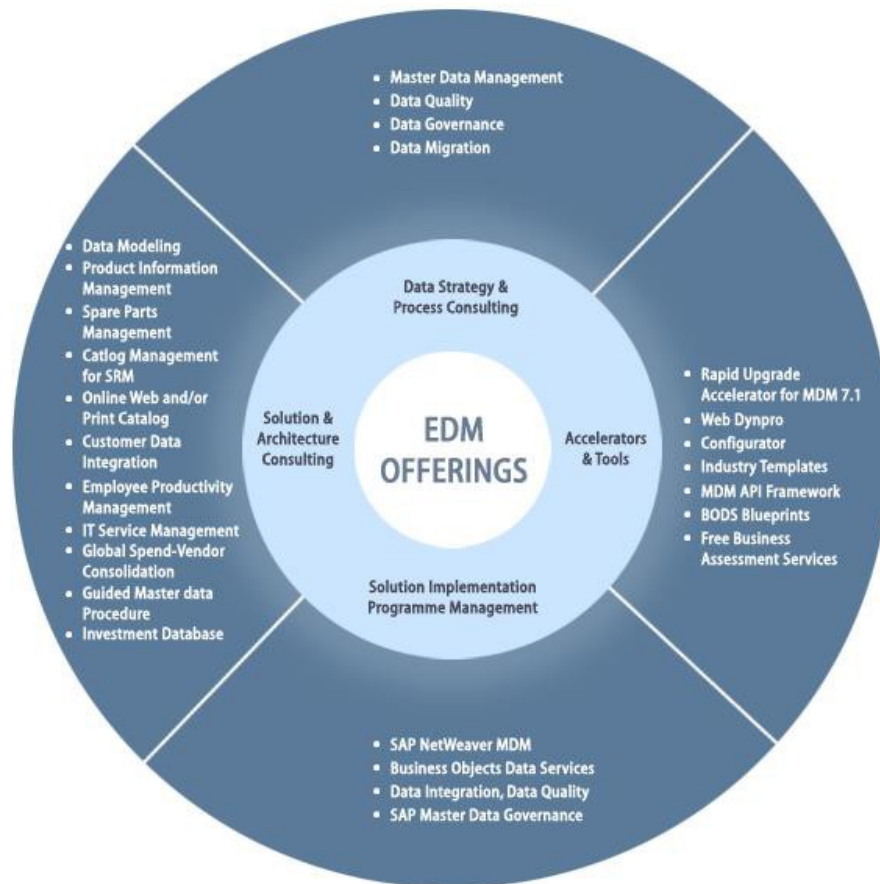 • Master Data Management
• Data Quality
• Data Governance
• Data Migration
• Data Modeling
• Product Information
Management
• Spare Parts
Management
• Catlog Management
for SRM
• Online Web and/or
Print Catalog
• Customer Data
Integration
• Employee Productivity
Management
• IT Service Management
• Global Spend-Vendor
Consolidation
• Guided Master data
Procedure
• Investment Database
Data Strategy &
Process Consulting
Solution &
Architecture
Consulting
EDM
OFFERINGS
Accelerators
& Tools
Solution Implementation
Programme Management
• Rapid Upgrade
Accelerator for MDM 7.1
• Web Dynpro
• Configurator
• Industry Templates
• MDM API Framework
• BODS Blueprints
• Free Business
Assessment Services
• SAP NetWeaver MDM
• Business Objects Data Services
• Data Integration, Data Quality
• SAP Master Data Governance